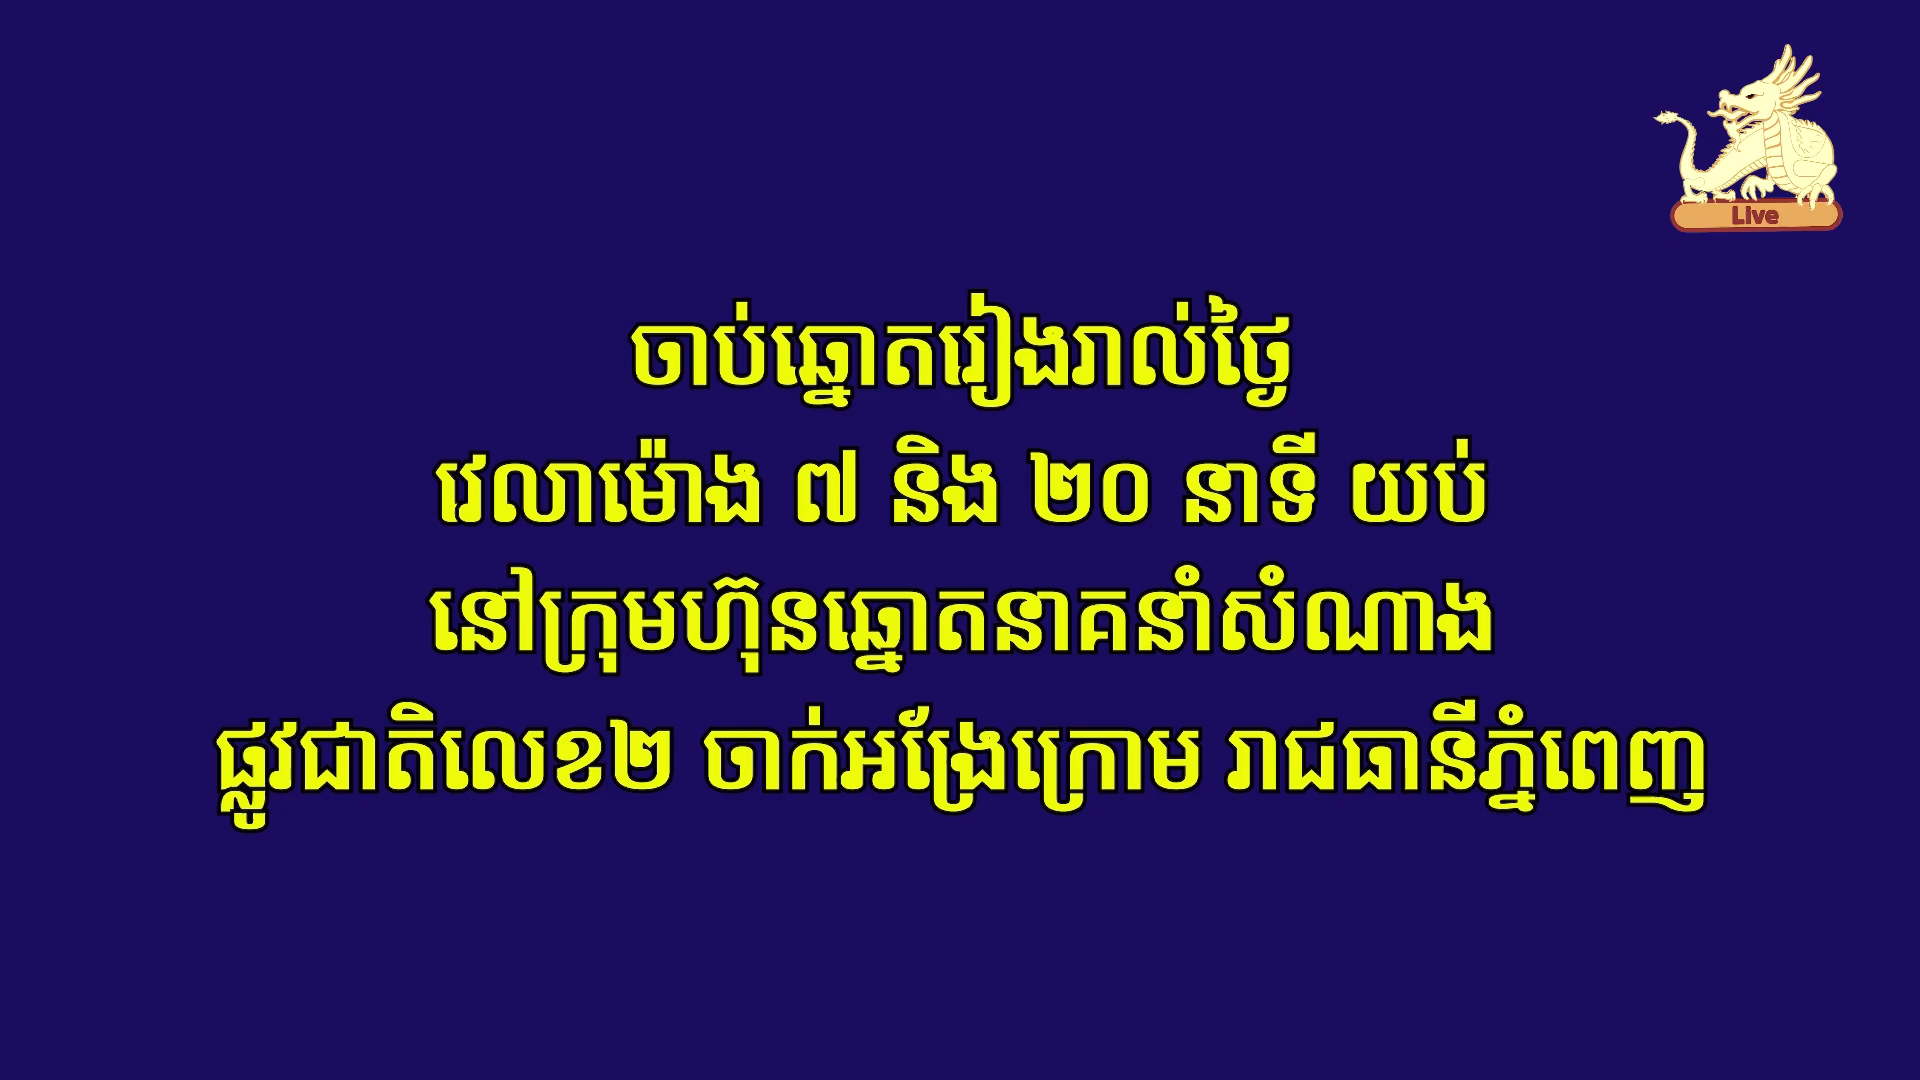 Live
ចាប់ឆ្នោតរៀងរាល់ថ្ងៃ
វេលាម៉ោង ៧ និង ២០ នាទី យប់
នៅក្រុមហ៊ុនឆ្នោតនាគនាំសំណាង
ផ្លូវជាតិលេខ២ ចាក់អង្រែក្រោម រាជធានីភ្នំពេញ